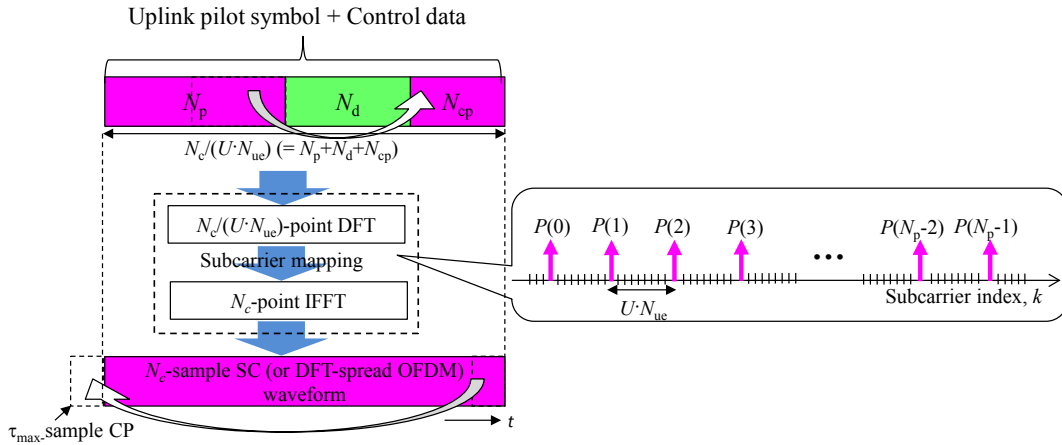 Uplink pilot symbol + Control data
Np Nd Ncp
Nc/(U·Nue) (= Np+Nd+Ncp)
Nc/(U·Nue)-point DFT
Subcarrier mapping
Nc-point IFFT
P(0) P(1) P(2) P(3) ••• P(Np-2) P(Np-1)
U·Nue
Subcarrier index, k
Nc-sample SC (or DFT-spread OFDM)
waveform
τmax-sample CP
t